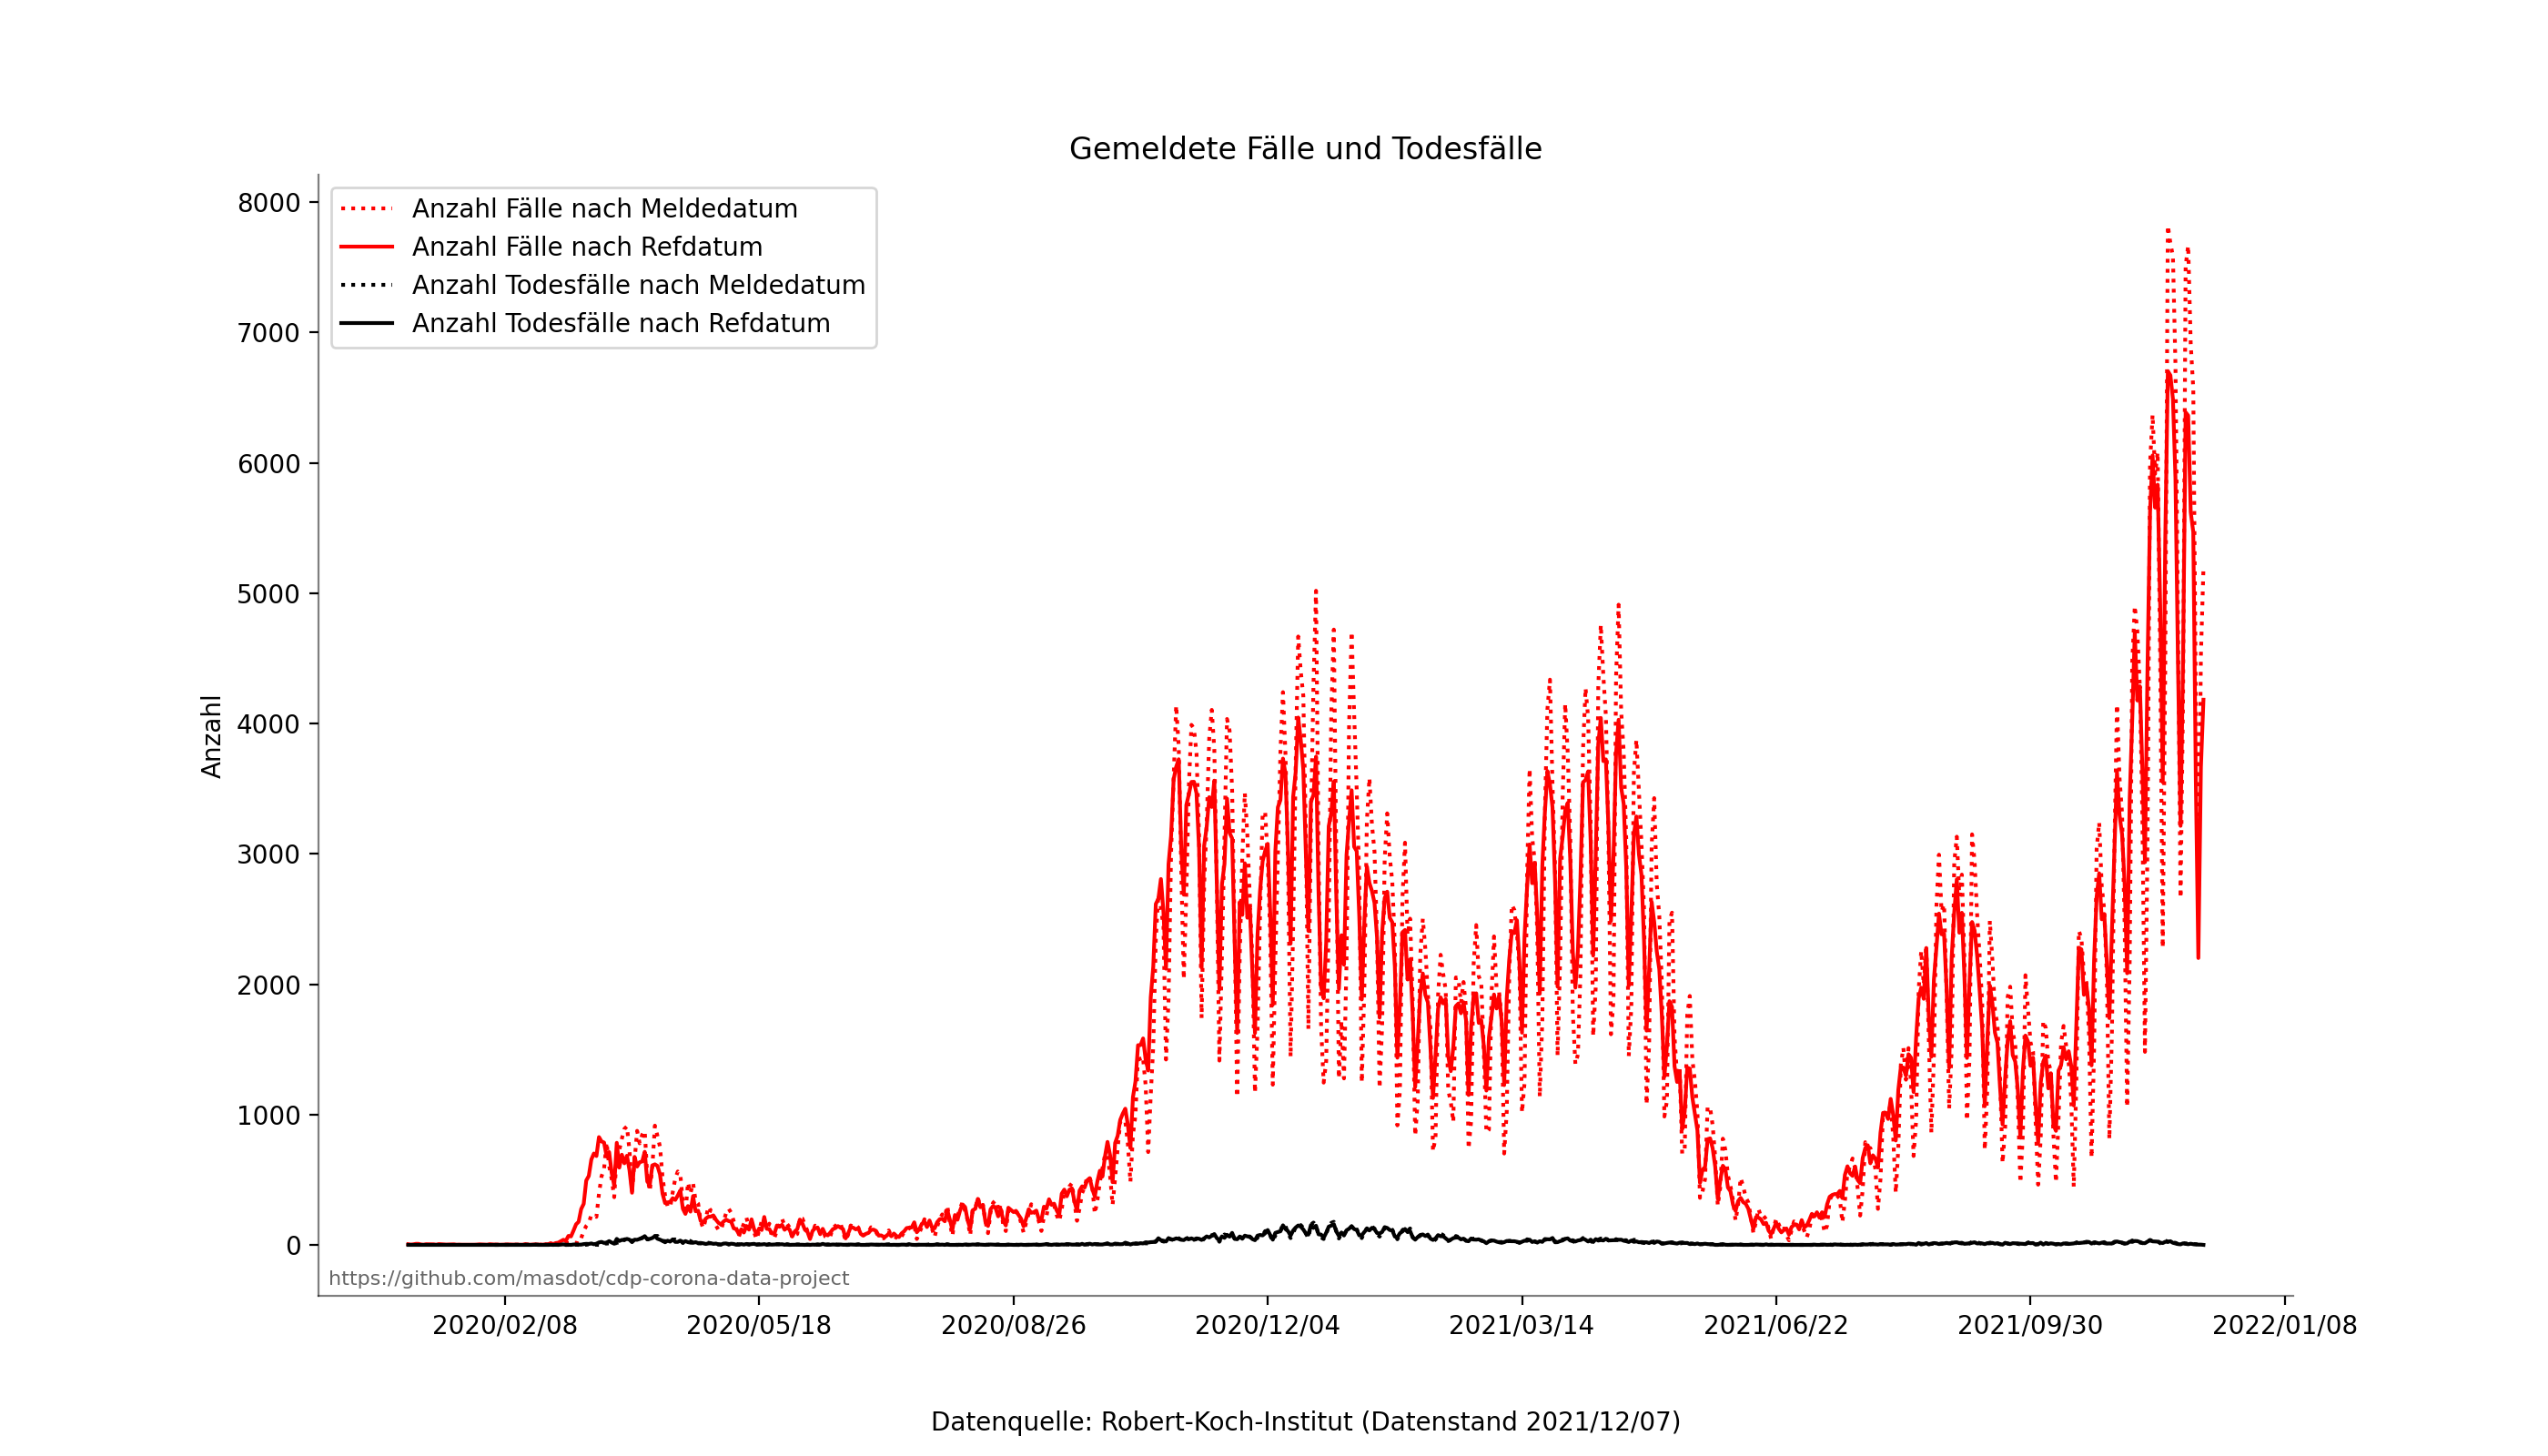 Gemeldete Fälle und Todesfälle
8000
7000
6000
5000
4000
3000
2000
1000
0
Anzahl
Anzahl Fälle nach Meldedatum
Anzahl Fälle nach Refdatum
Anzahl Todesfälle nach Meldedatum
Anzahl Todesfälle nach Refdatum
https://github.com/masdot/cdp-corona-data-project
2020/02/08 2020/05/18 2020/08/26 2020/12/04 2021/03/14 2021/06/22 2021/09/30 2022/01/08
Datenquelle: Robert-Koch-Institut (Datenstand 2021/12/07)